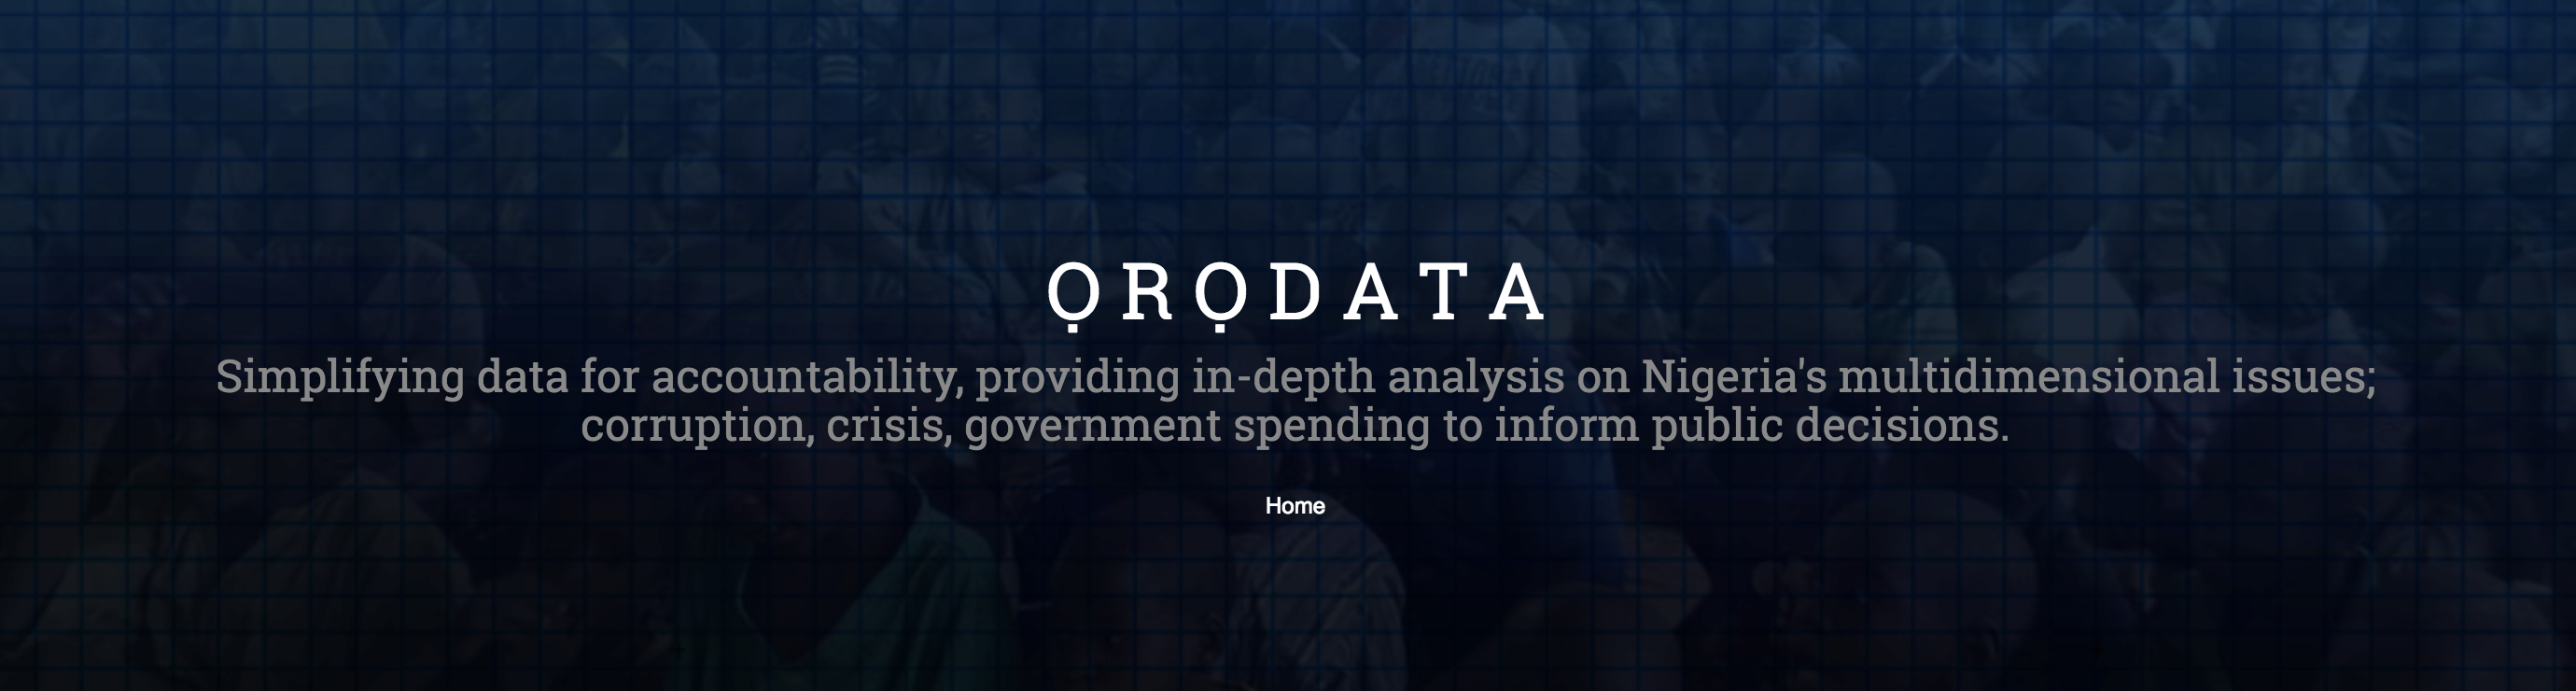 ỌRỌDATA
Simplifying data for accountability, providing in-depth analysis on Nigeria's multidimensional issues;
corruption, crisis, government spending to inform public decisions.
Home